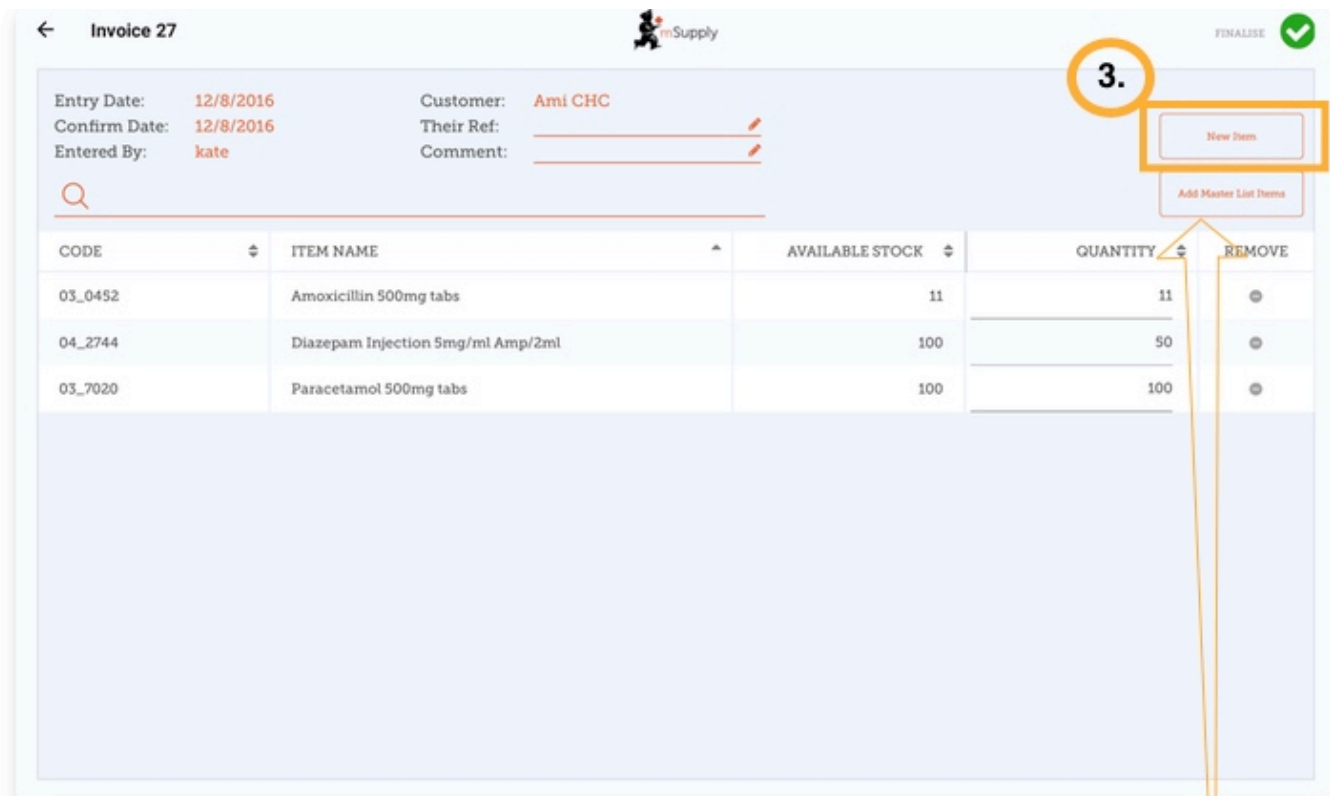 Invoice 27
mSupply
FINALISE
3.
Entry Date: 12/8/2016 Customer: Ami CHC
Confirm Date: 12/8/2016 Their Ref:
Entered By: kate Comment:
New Item
Add Master List Items
CODE ITEM NAME AVAILABLE STOCK QUANTITY REMOVE
03_0452 Amoxicillin 500mg tabs 11 11
04_2744 Diazepam Injection 5mg/ml Amp/2ml 100 50
03_7020 Paracetamol 500mg tabs 100 100